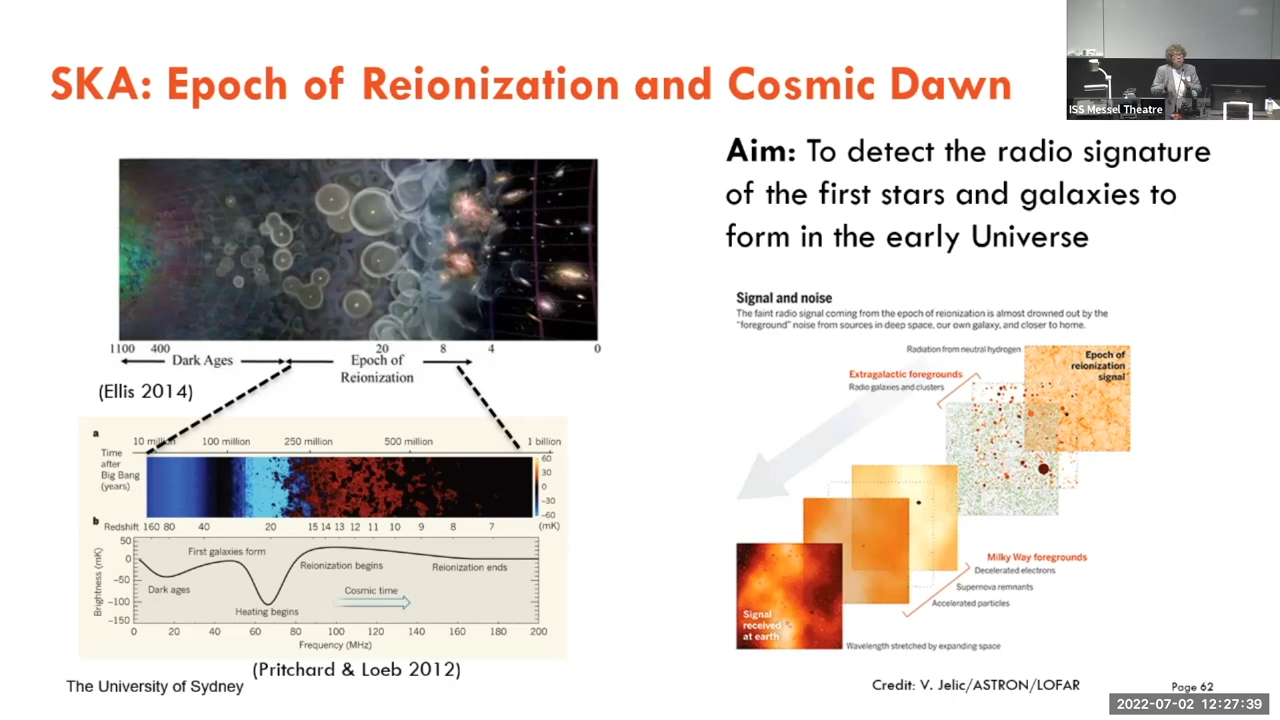 SKA: Epoch of Reionization and Cosmic Dawn
ISS Messel Theatre
Aim: To detect the radio signature
of the first stars and galaxies to
form in the early Universe
1100 400 20 8 4 0
Dark Ages
Epoch of
Reionization
(Ellis 2014)
a
10 million 100 million 250 million 500 million 1 billion
Time
after
Big Bang
(years)
60
30
0
-30
-60
(mK)
b
Redshift 160 80 40 20 15 14 13 12 11 10 9 8 7
Brightness (mK)
50
0
-50
-100
-150
First galaxies form
Reionization begins
Reionization ends
Dark ages
Cosmic time
Heating begins
0 20 40 60 80 100 120 140 160 180 200
Frequency (MHz)
(Pritchard & Loeb 2012)
The University of Sydney
Signal and noise
The faint radio signal coming from the epoch of reionization is almost drowned out by the
"foreground" noise from sources in deep space, our own galaxy, and closer to home.
Radiation from neutral hydrogen
Epoch of
reionization
signal
Extragalactic foregrounds
Radio galaxies and clusters
Milky Way foregrounds
Decelerated electrons
Supernova remnants
Accelerated particles
Signal
received
at earth
Wavelength stretched by expanding space
Credit: V. Jelic/ASTRON/LOFAR
Page 62
2022-07-02 12:27:39